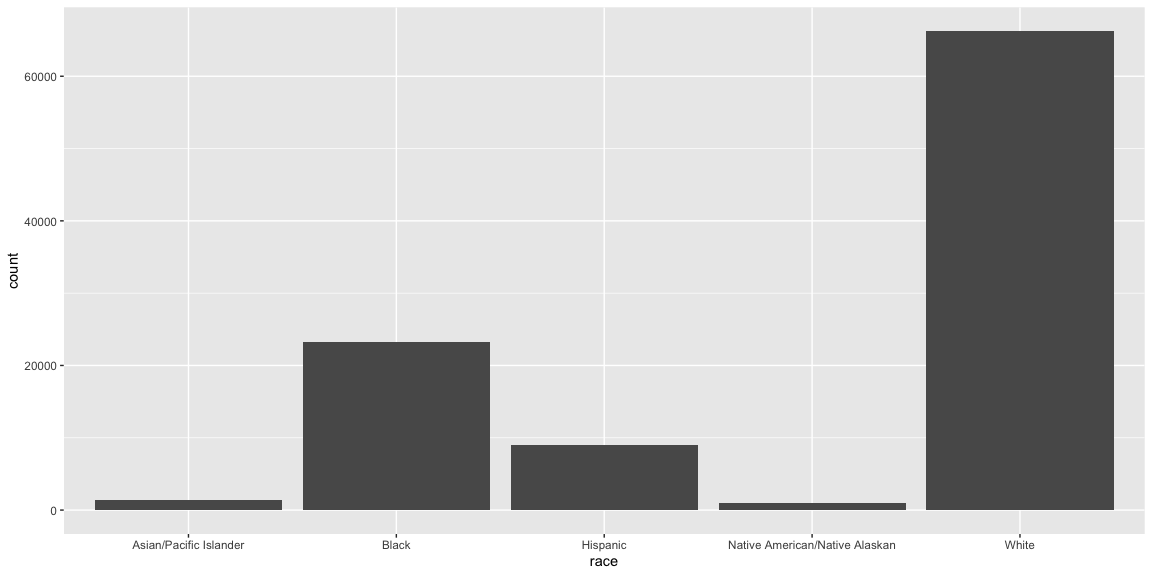 60000
40000
20000
0
count
Asian/Pacific Islander
Black
Hispanic
Native American/Native Alaskan
White
race